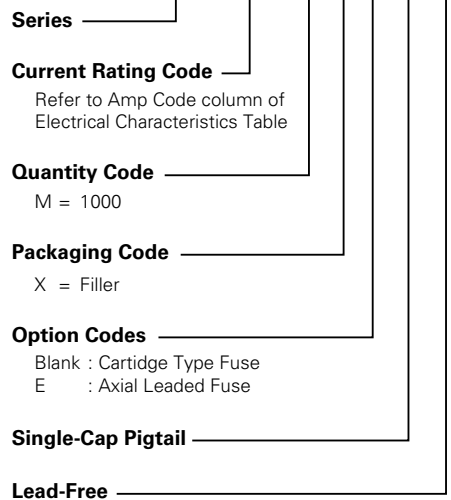 Series
Current Rating Code
Refer to Amp Code column of
Electrical Characteristics Table
Quantity Code
M = 1000
Packaging Code
X = Filler
Option Codes
Blank : Cartidge Type Fuse
E : Axial Leaded Fuse
Single-Cap Pigtail
Lead-Free